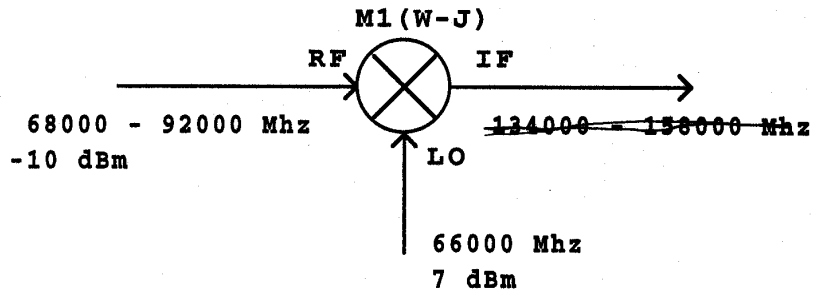 M1(W-J)
RF
IF
68000 - 92000 Mhz
-10 dBm
134000 - 158000 Mhz
LO
66000 Mhz
7 dBm